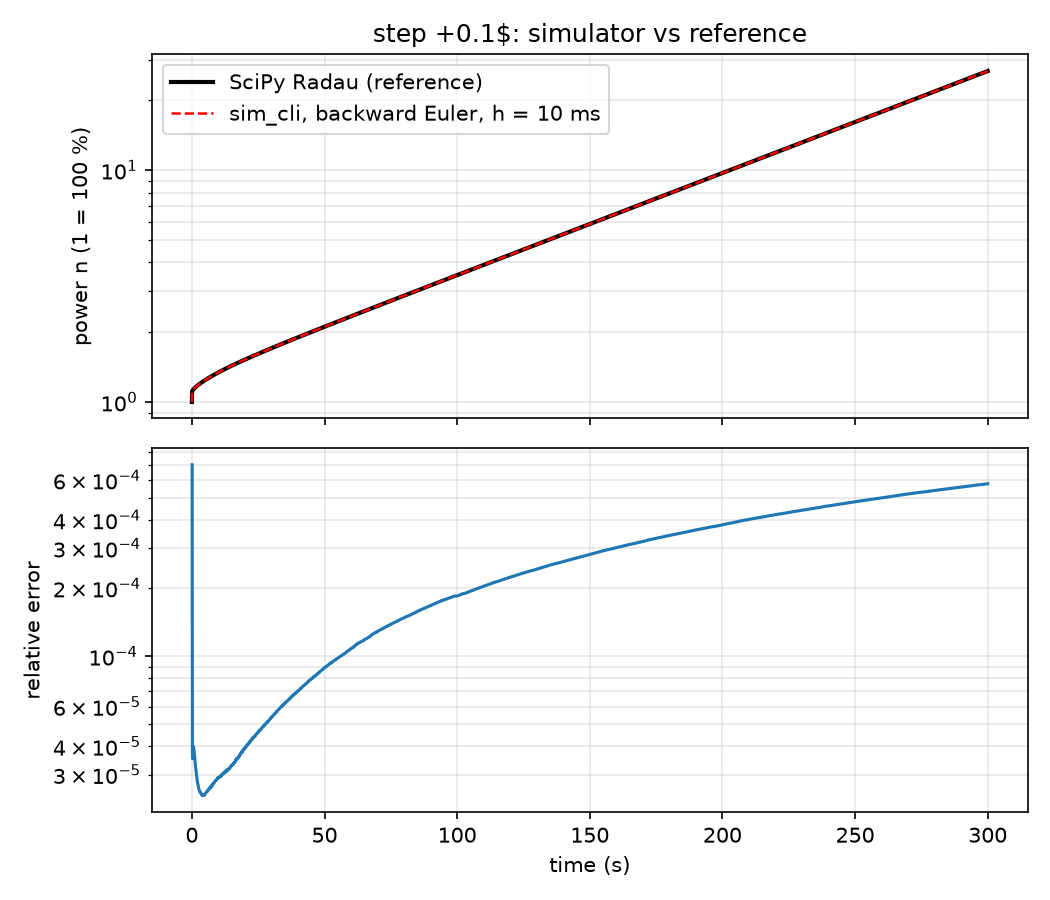 step +0.1$: simulator vs reference
SciPy Radau (reference)
sim_cli, backward Euler, h = 10 ms
power n (1 = 100 %)
10¹
10⁰
relative error
6 × 10⁻⁴
4 × 10⁻⁴
3 × 10⁻⁴
2 × 10⁻⁴
10⁻⁴
6 × 10⁻⁵
4 × 10⁻⁵
3 × 10⁻⁵
0 50 100 150 200 250 300
time (s)